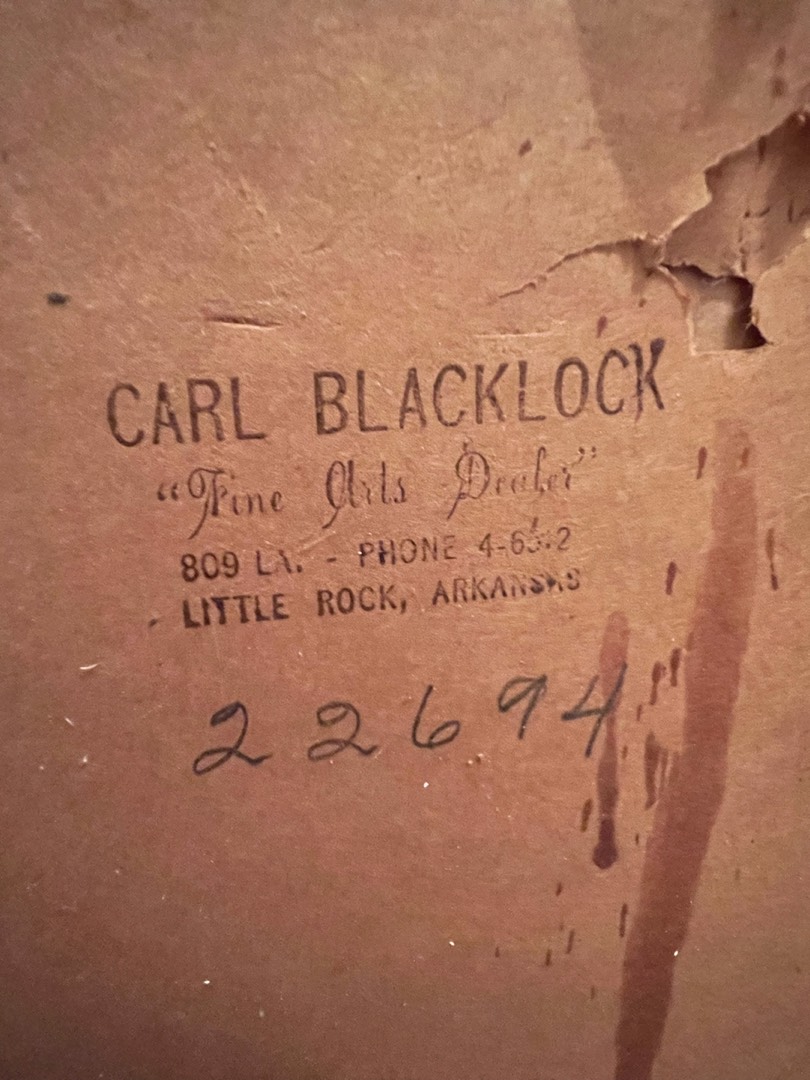 CARL BLACKLOCK
“Fine Arts Dealer”
809 LA. - PHONE
LITTLE ROCK, ARKANSAS
22694